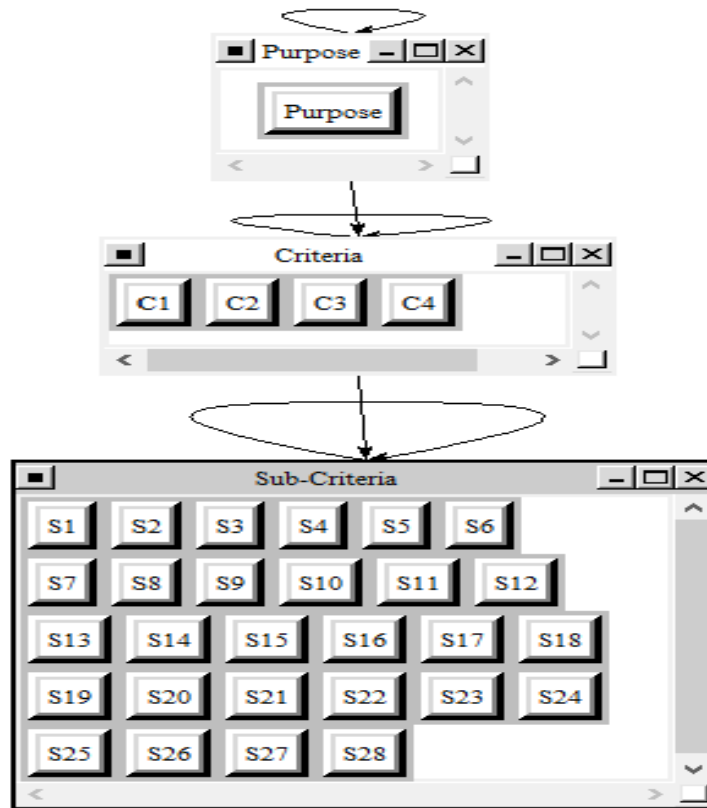 Purpose
Purpose
Criteria
C1 C2 C3 C4
Sub-Criteria
S1 S2 S3 S4 S5 S6
S7 S8 S9 S10 S11 S12
S13 S14 S15 S16 S17 S18
S19 S20 S21 S22 S23 S24
S25 S26 S27 S28